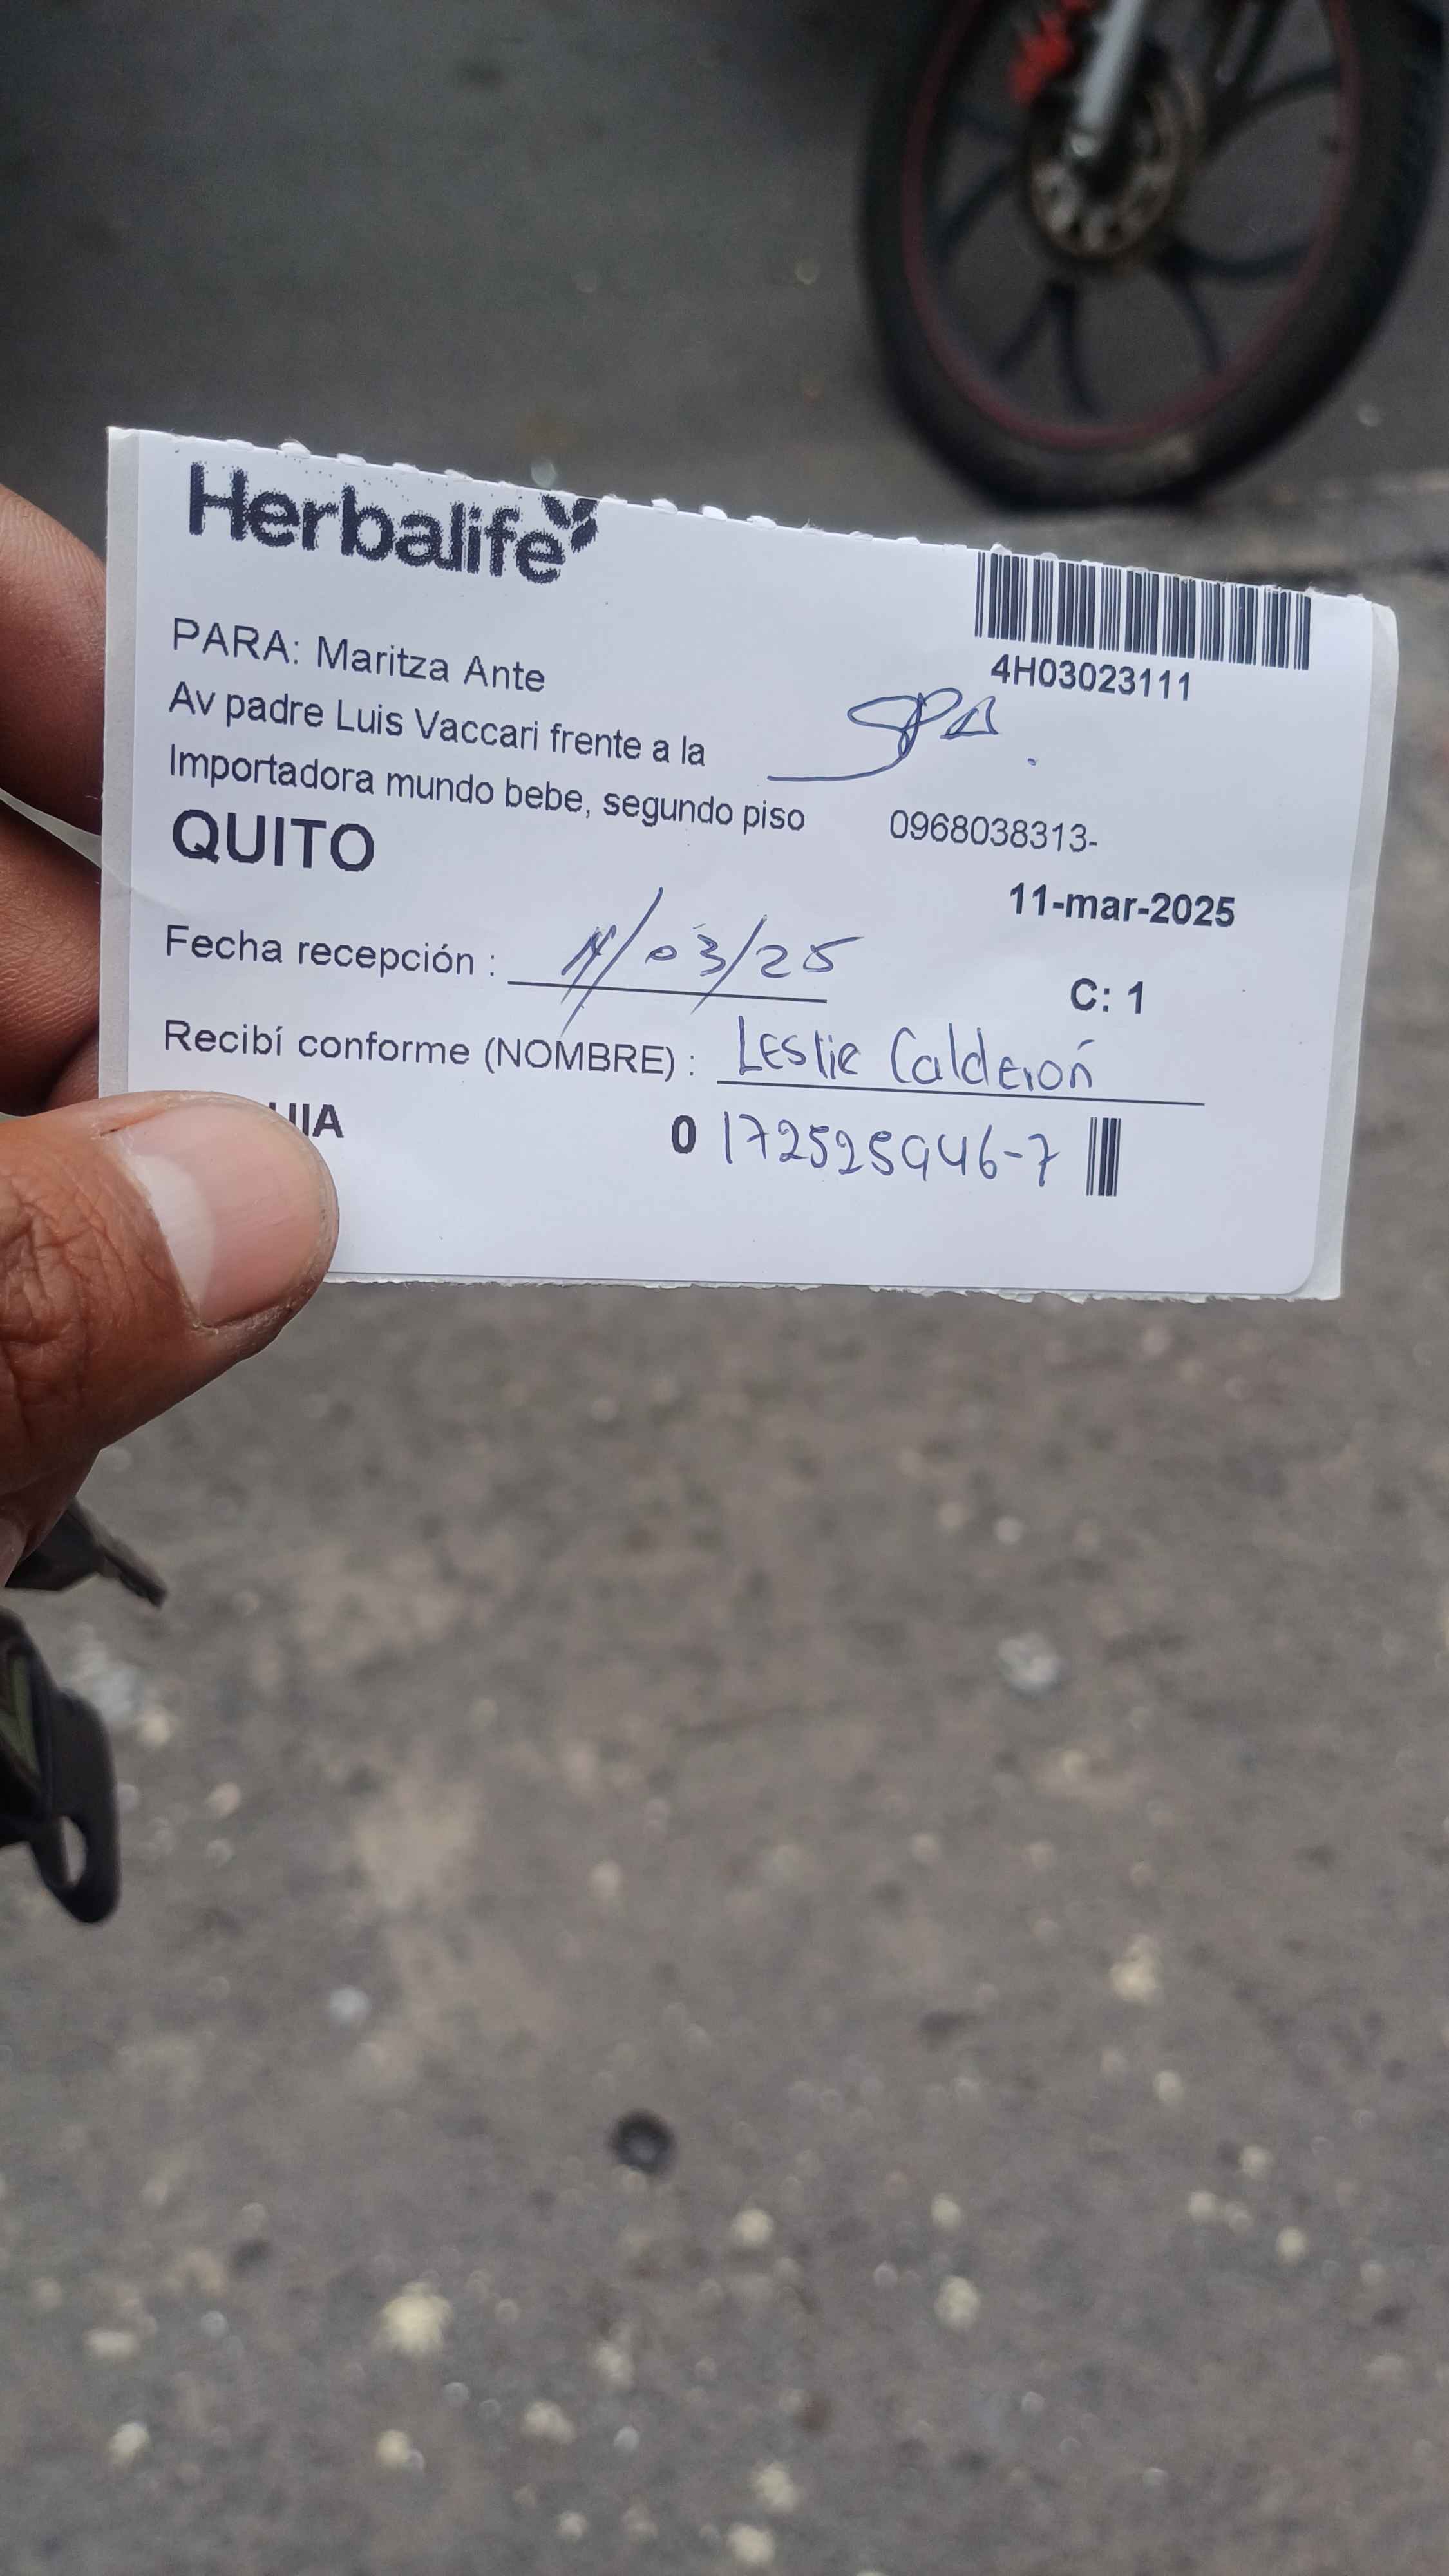 Herbalife
4H03023111
PARA: Maritza Ante
Av padre Luis Vaccari frente a la
Importadora mundo bebe, segundo piso 0968038313-
QUITO
11-mar-2025
Fecha recepción : 11/03/25
C: 1
Recibí conforme (NOMBRE) : Leslie Calderón
0 172525946-7